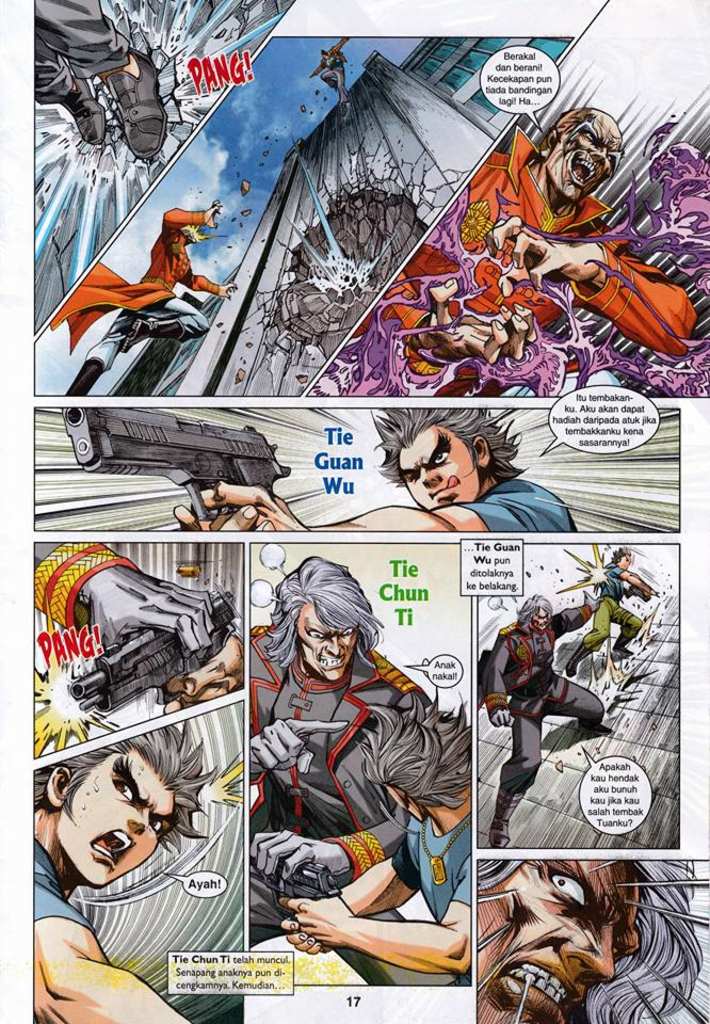 PANG!
Berakal
dan berani!
Kecekapan pun
tiada bandingan
lagi! Ha...
Itu tembakan-
ku. Aku akan dapat
hadiah daripada atuk jika
tembakkanku kena
sasarannya!
Tie
Guan
Wu
PANG!
Tie
Chun
Ti
Anak
nakal!
...Tie Guan
Wu pun
ditolaknya
ke belakang.
Apakah
kau hendak
aku bunuh
kau jika kau
salah tembak
Tuanku?
Ayah!
Tie Chun Ti telah muncul.
Senapang anaknya pun di-
cengkamnya. Kemudian...
17